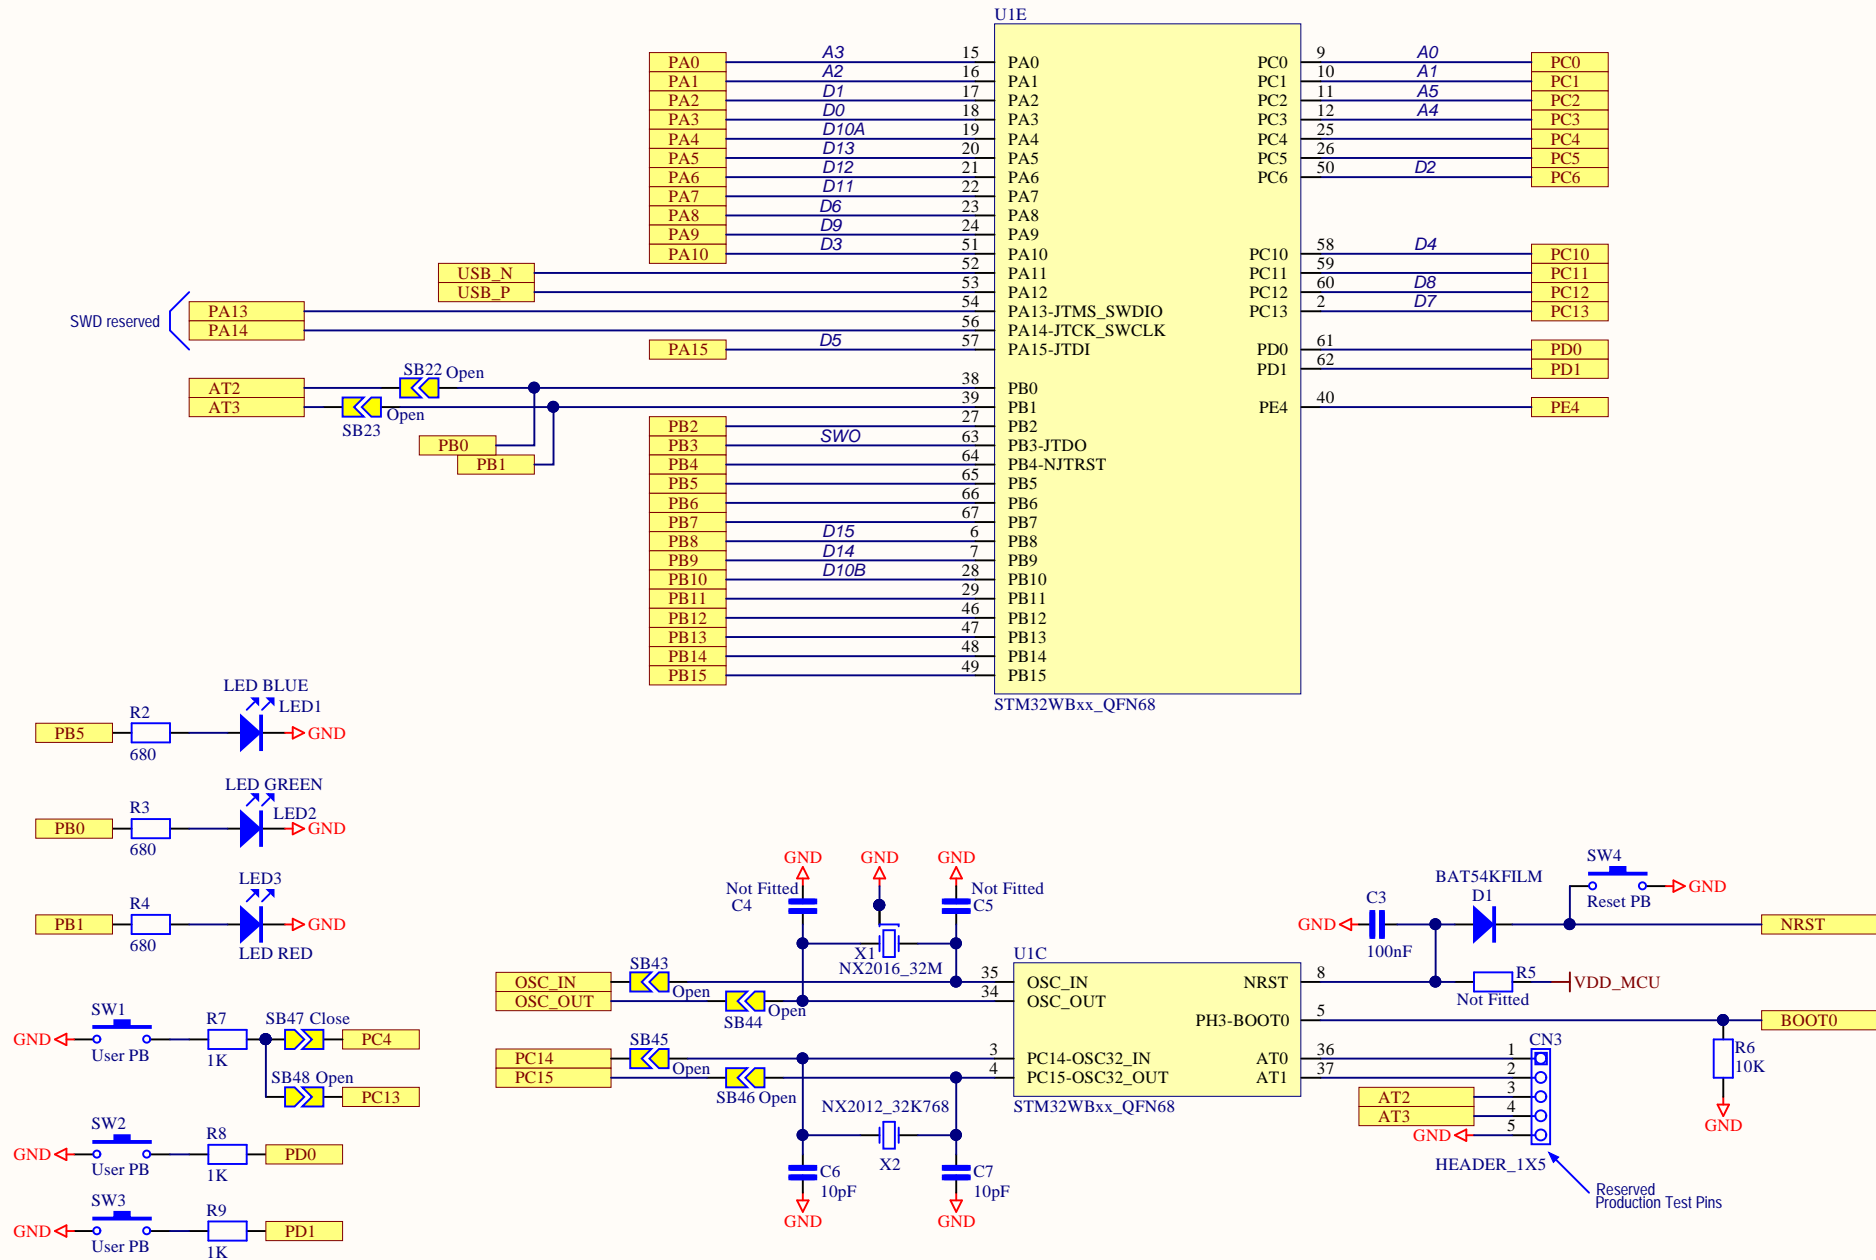 U1E
PA0 A3 15 PA0 PC0 9 A0 PC0
PA1 A2 16 PA1 PC1 10 A1 PC1
PA2 D1 17 PA2 PC2 11 A5 PC2
PA3 D0 18 PA3 PC3 12 A4 PC3
PA4 D10A 19 PA4 PC4 25 PC4
PA5 D13 20 PA5 PC5 26 PC5
PA6 D12 21 PA6 PC6 50 D2 PC6
PA7 D11 22 PA7
PA8 D6 23 PA8
PA9 D9 24 PA9
PA10 D3 51 PA10 PC10 58 D4 PC10
USB_N 52 PA11 PC11 59 PC11
USB_P 53 PA12 PC12 60 D8 PC12
PA13 54 PA13-JTMS_SWDIO PC13 2 D7 PC13
SWD reserved
PA14 56 PA14-JTCK_SWCLK
PA15 D5 57 PA15-JTDI PD0 61 PD0
PD1 62 PD1
AT2 SB22 Open 38 PB0
AT3 SB23 Open 39 PB1 PE4 40 PE4
PB2 27 PB2
PB0
PB3 SWO 63 PB3-JTDO
PB1
PB4 64 PB4-NJTRST
PB5 65 PB5
PB6 66 PB6
PB7 67 PB7
PB8 D15 6 PB8
PB9 D14 7 PB9
PB10 D10B 28 PB10
PB11 29 PB11
PB12 46 PB12
PB13 47 PB13
PB14 48 PB14
PB15 49 PB15
STM32WBxx_QFN68
LED BLUE
R2 LED1
PB5 GND
680
LED GREEN
R3 LED2
PB0 GND
680
LED3
R4
PB1 GND
680 LED RED
SW1 R7 SB47 Close
GND PC4
User PB 1K
SB48 Open
PC13
SW2 R8
GND PD0
User PB 1K
SW3 R9
GND PD1
User PB 1K
GND GND GND
Not Fitted Not Fitted
C4 C5
X1
NX2016_32M
U1C
OSC_IN SB43 Open 35 OSC_IN NRST 8
OSC_OUT SB44 Open 34 OSC_OUT
PH3-BOOT0 5 BOOT0
PC14 SB45 Open 3 PC14-OSC32_IN AT0 36
PC15 SB46 Open 4 PC15-OSC32_OUT AT1 37
STM32WBxx_QFN68
NX2012_32K768
X2
C6 C7
10pF 10pF
GND GND
SW4
BAT54KFILM
GND
C3 D1 Reset PB
GND NRST
100nF
R5
VDD_MCU
Not Fitted
R6
10K
GND
CN3
1
2
AT2 3
AT3 4
GND 5
HEADER_1X5
Reserved
Production Test Pins